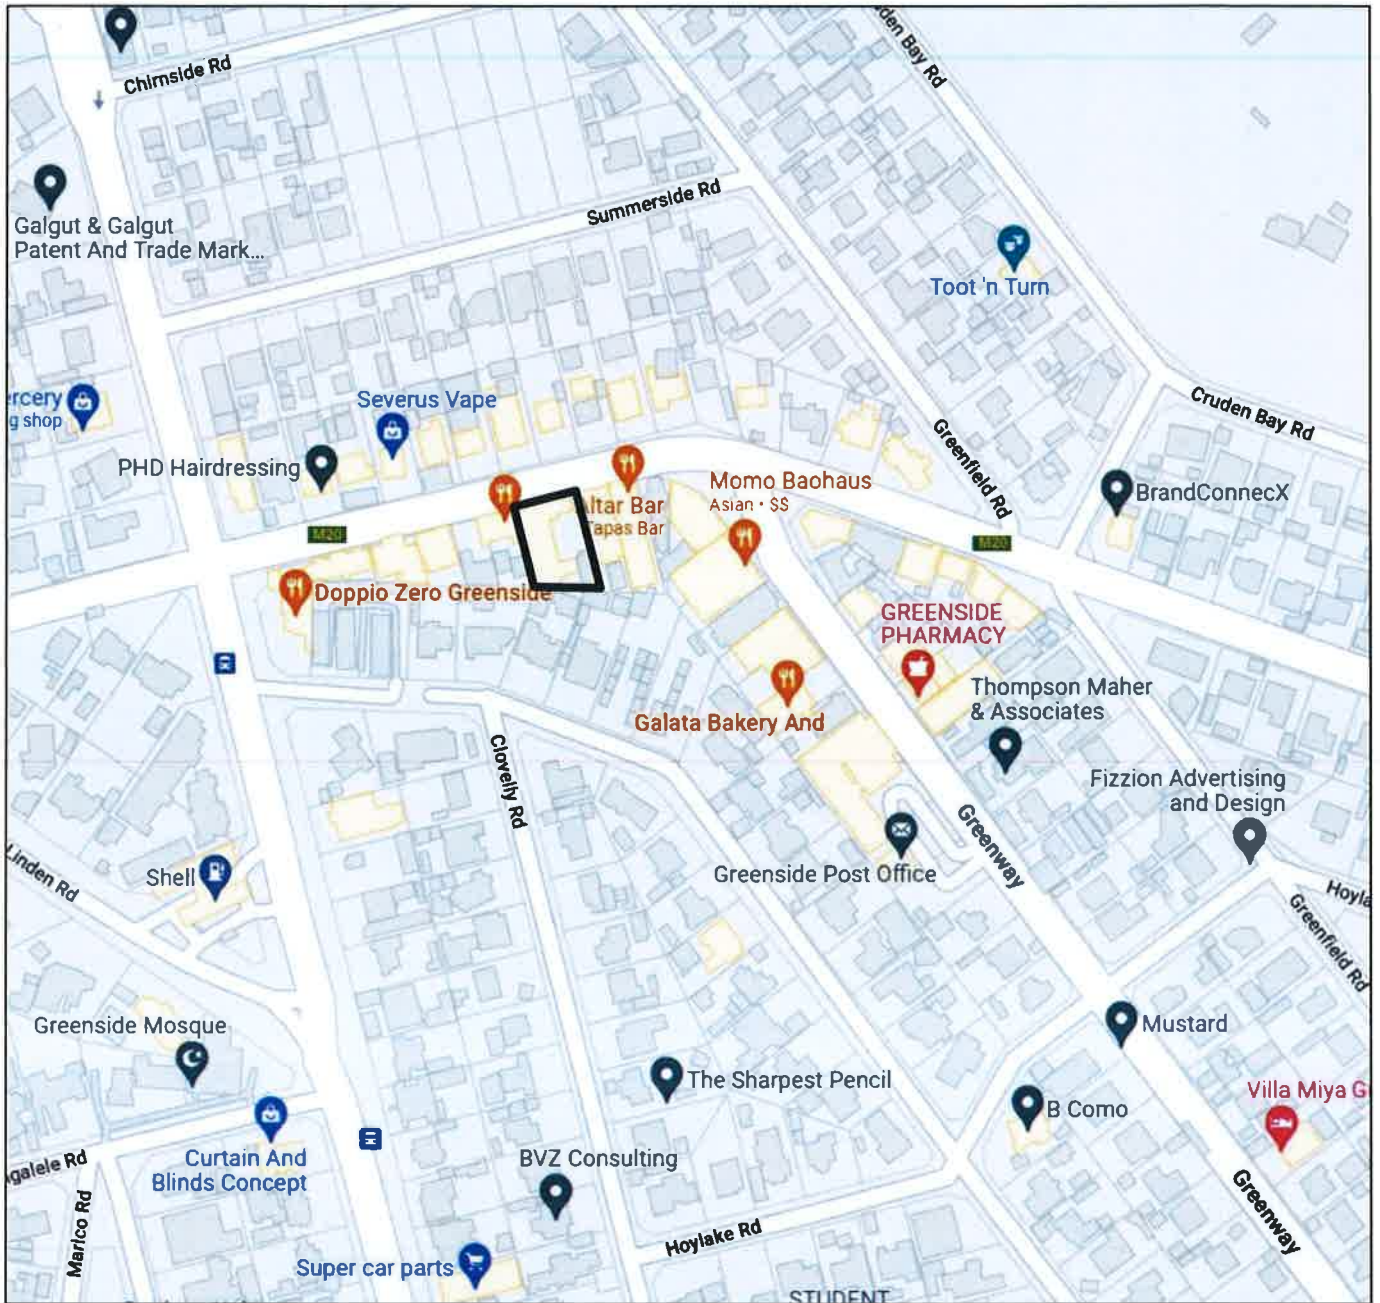 den Bay Rd
Chirnside Rd
Summerside Rd
Galgut & Galgut
Patent And Trade Mark...
Toot 'n Turn
ercery
g shop
Severus Vape
Cruden Bay Rd
Greenfield Rd
PHD Hairdressing
Altar Bar
Tapas Bar
Momo Baohaus
Asian · $$
BrandConnecX
M20
M20
Doppio Zero Greenside
GREENSIDE
PHARMACY
Thompson Maher
& Associates
Galata Bakery And
Clovelly Rd
Fizzion Advertising
and Design
Greenway
Linden Rd
Shell
Greenside Post Office
Hoyla
Greenfield Rd
Greenside Mosque
Mustard
The Sharpest Pencil
Villa Miya G
B Como
Curtain And
Blinds Concept
galele Rd
BVZ Consulting
Marico Rd
Greenway
Hoylake Rd
Super car parts
STUDENT